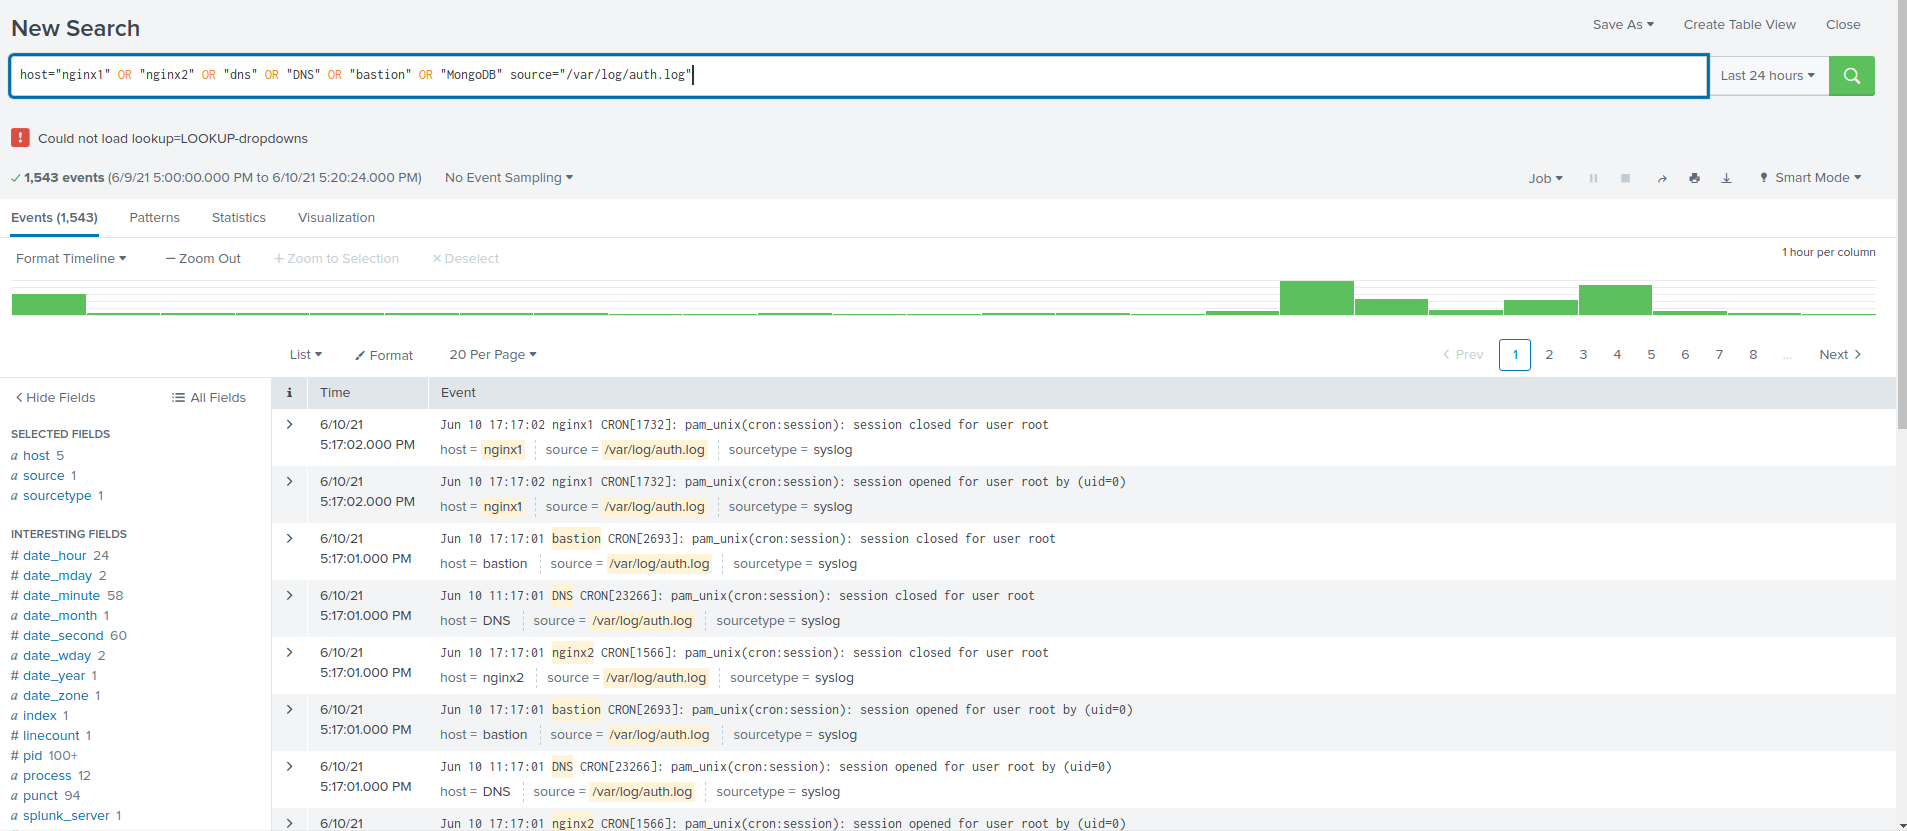 New Search
Save As Create Table View Close
host="nginx1" OR "nginx2" OR "dns" OR "DNS" OR "bastion" OR "MongoDB" source="/var/log/auth.log"
Last 24 hours
! Could not load lookup=LOOKUP-dropdowns
1,543 events (6/9/21 5:00:00.000 PM to 6/10/21 5:20:24.000 PM) No Event Sampling
Job Smart Mode
Events (1,543) Patterns Statistics Visualization
Format Timeline — Zoom Out + Zoom to Selection × Deselect
1 hour per column
List Format 20 Per Page
< Prev 1 2 3 4 5 6 7 8 ... Next >
< Hide Fields All Fields
SELECTED FIELDS
a host 5
a source 1
a sourcetype 1
INTERESTING FIELDS
# date_hour 24
# date_mday 2
# date_minute 58
a date_month 1
# date_second 60
a date_wday 2
# date_year 1
a date_zone 1
a index 1
# linecount 1
# pid 100+
a process 12
a punct 94
a splunk_server 1
i Time Event
> 6/10/21 Jun 10 17:17:02 nginx1 CRON[1732]: pam_unix(cron:session): session closed for user root
5:17:02.000 PM host = nginx1 source = /var/log/auth.log sourcetype = syslog
> 6/10/21 Jun 10 17:17:02 nginx1 CRON[1732]: pam_unix(cron:session): session opened for user root by (uid=0)
5:17:02.000 PM host = nginx1 source = /var/log/auth.log sourcetype = syslog
> 6/10/21 Jun 10 17:17:01 bastion CRON[2693]: pam_unix(cron:session): session closed for user root
5:17:01.000 PM host = bastion source = /var/log/auth.log sourcetype = syslog
> 6/10/21 Jun 10 11:17:01 DNS CRON[23266]: pam_unix(cron:session): session closed for user root
5:17:01.000 PM host = DNS source = /var/log/auth.log sourcetype = syslog
> 6/10/21 Jun 10 17:17:01 nginx2 CRON[1566]: pam_unix(cron:session): session closed for user root
5:17:01.000 PM host = nginx2 source = /var/log/auth.log sourcetype = syslog
> 6/10/21 Jun 10 17:17:01 bastion CRON[2693]: pam_unix(cron:session): session opened for user root by (uid=0)
5:17:01.000 PM host = bastion source = /var/log/auth.log sourcetype = syslog
> 6/10/21 Jun 10 11:17:01 DNS CRON[23266]: pam_unix(cron:session): session opened for user root by (uid=0)
5:17:01.000 PM host = DNS source = /var/log/auth.log sourcetype = syslog
> 6/10/21 Jun 10 17:17:01 nginx2 CRON[1566]: pam_unix(cron:session): session opened for user root by (uid=0)